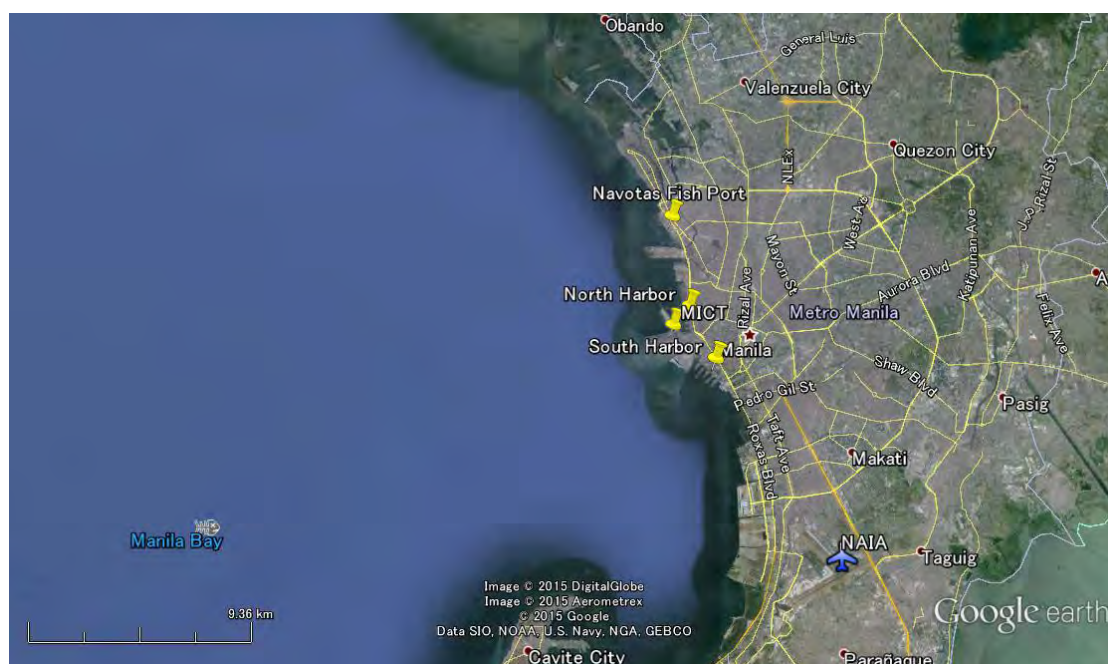 Obando
General Luis
Valenzuela City
Quezon City
J. Rizal St
NLEx
Navotas Fish Port
West Av
Katipunan Ave
Mayon St
Aurora Blvd
A
North Harbor
Rizal Ave
MICT
Metro Manila
Felix Ave
South Harbor
Manila
Shaw Blvd
Pedro Gil St
Pasig
Taft Ave
Roxas Blvd
Makati
Manila Bay
NAIA
Taguig
Image © 2015 DigitalGlobe
Image © 2015 Aerometrex
© 2015 Google
Data SIO, NOAA, U.S. Navy, NGA, GEBCO
9.36 km
Google earth
Cavite City
Parañaque